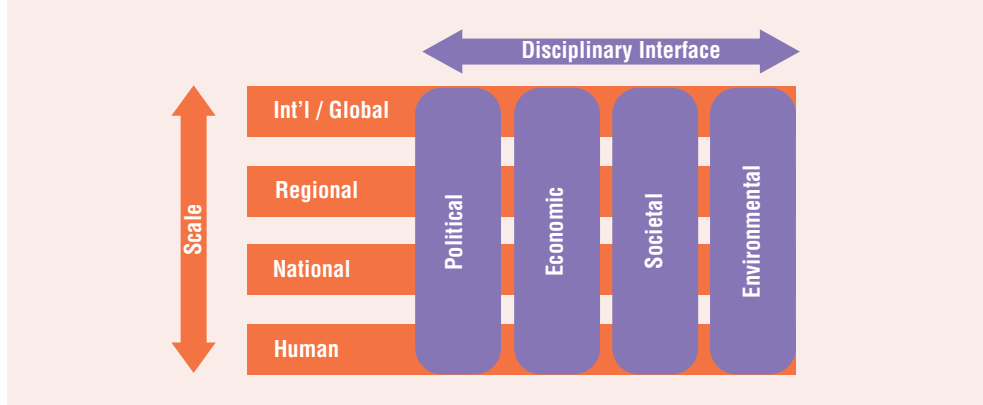 Disciplinary Interface
Scale
Int'l / Global
Regional
National
Human
Political
Economic
Societal
Environmental